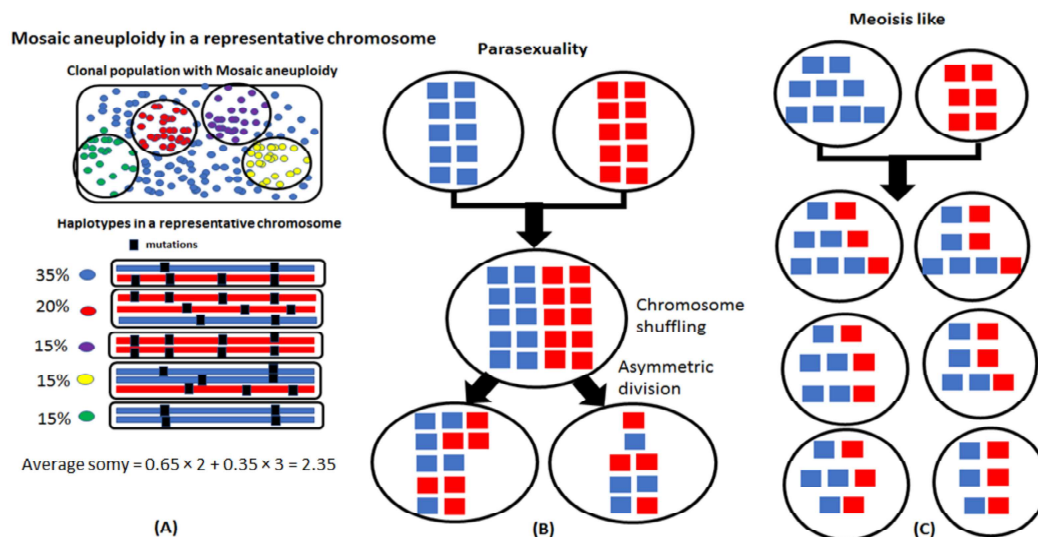 Mosaic aneuploidy in a representative chromosome
Clonal population with Mosaic aneuploidy
Haplotypes in a representative chromosome
mutations
35%
20%
15%
15%
15%
Average somy = 0.65 × 2 + 0.35 × 3 = 2.35
(A)
Parasexuality
Chromosome
shuffling
Asymmetric
division
(B)
Meoisis like
(C)